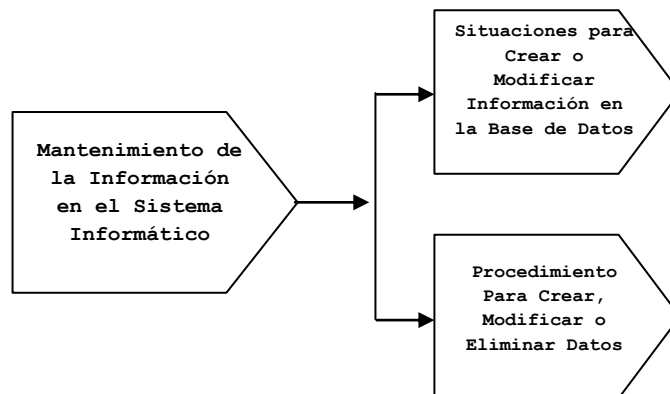 Mantenimiento de
la Información
en el Sistema
Informático
Situaciones para
Crear o
Modificar
Información en
la Base de Datos
Procedimiento
Para Crear,
Modificar o
Eliminar Datos